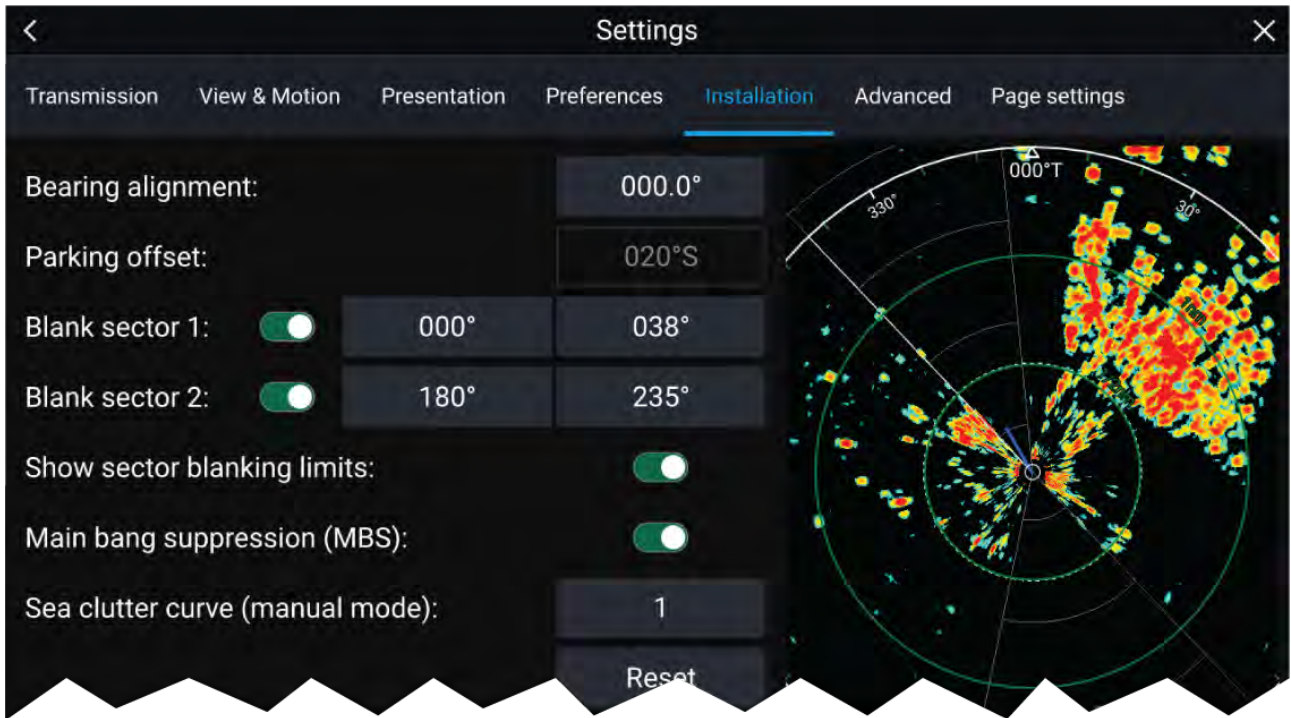 Settings
Transmission View & Motion Presentation Preferences Installation Advanced Page settings
Bearing alignment: 000.0°
Parking offset: 020°S
Blank sector 1: 000° 038°
Blank sector 2: 180° 235°
Show sector blanking limits:
Main bang suppression (MBS):
Sea clutter curve (manual mode): 1
Reset
000°T
330°
30°
1nm